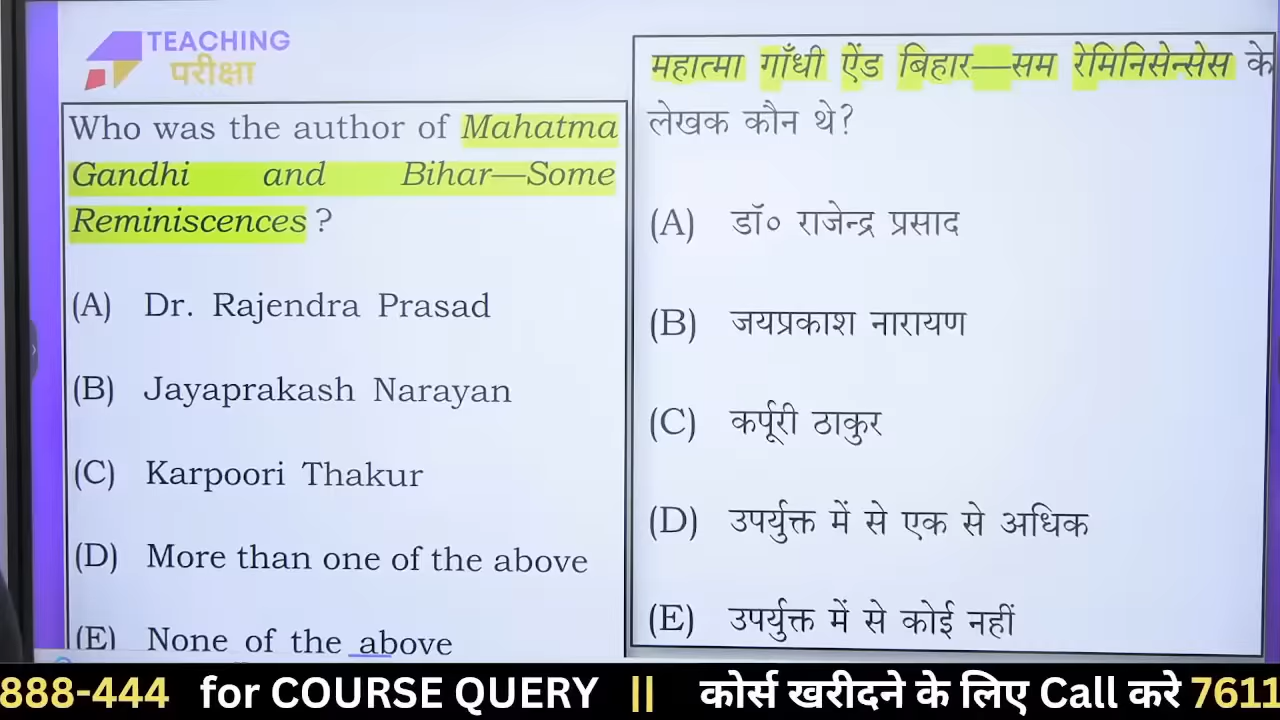 TEACHING
परीक्षा
Who was the author of Mahatma
Gandhi and Bihar—Some
Reminiscences ?
(A) Dr. Rajendra Prasad
(B) Jayaprakash Narayan
(C) Karpoori Thakur
(D) More than one of the above
(E) None of the above
महात्मा गाँधी ऐंड बिहार—सम रेमिनिसेन्सेस के
लेखक कौन थे?
(A) डॉ० राजेन्द्र प्रसाद
(B) जयप्रकाश नारायण
(C) कर्पूरी ठाकुर
(D) उपर्युक्त में से एक से अधिक
(E) उपर्युक्त में से कोई नहीं
888-444 for COURSE QUERY || कोर्स खरीदने के लिए Call करे 7611